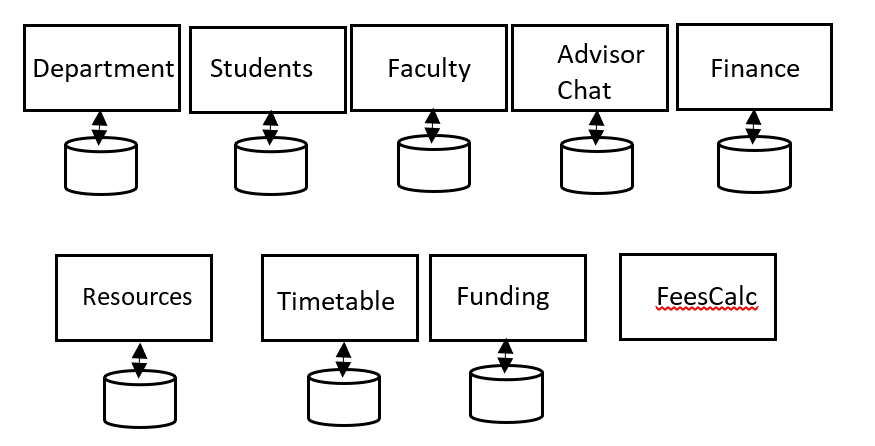 Department
Students
Faculty
Advisor
Chat
Finance
Resources
Timetable
Funding
FeesCalc